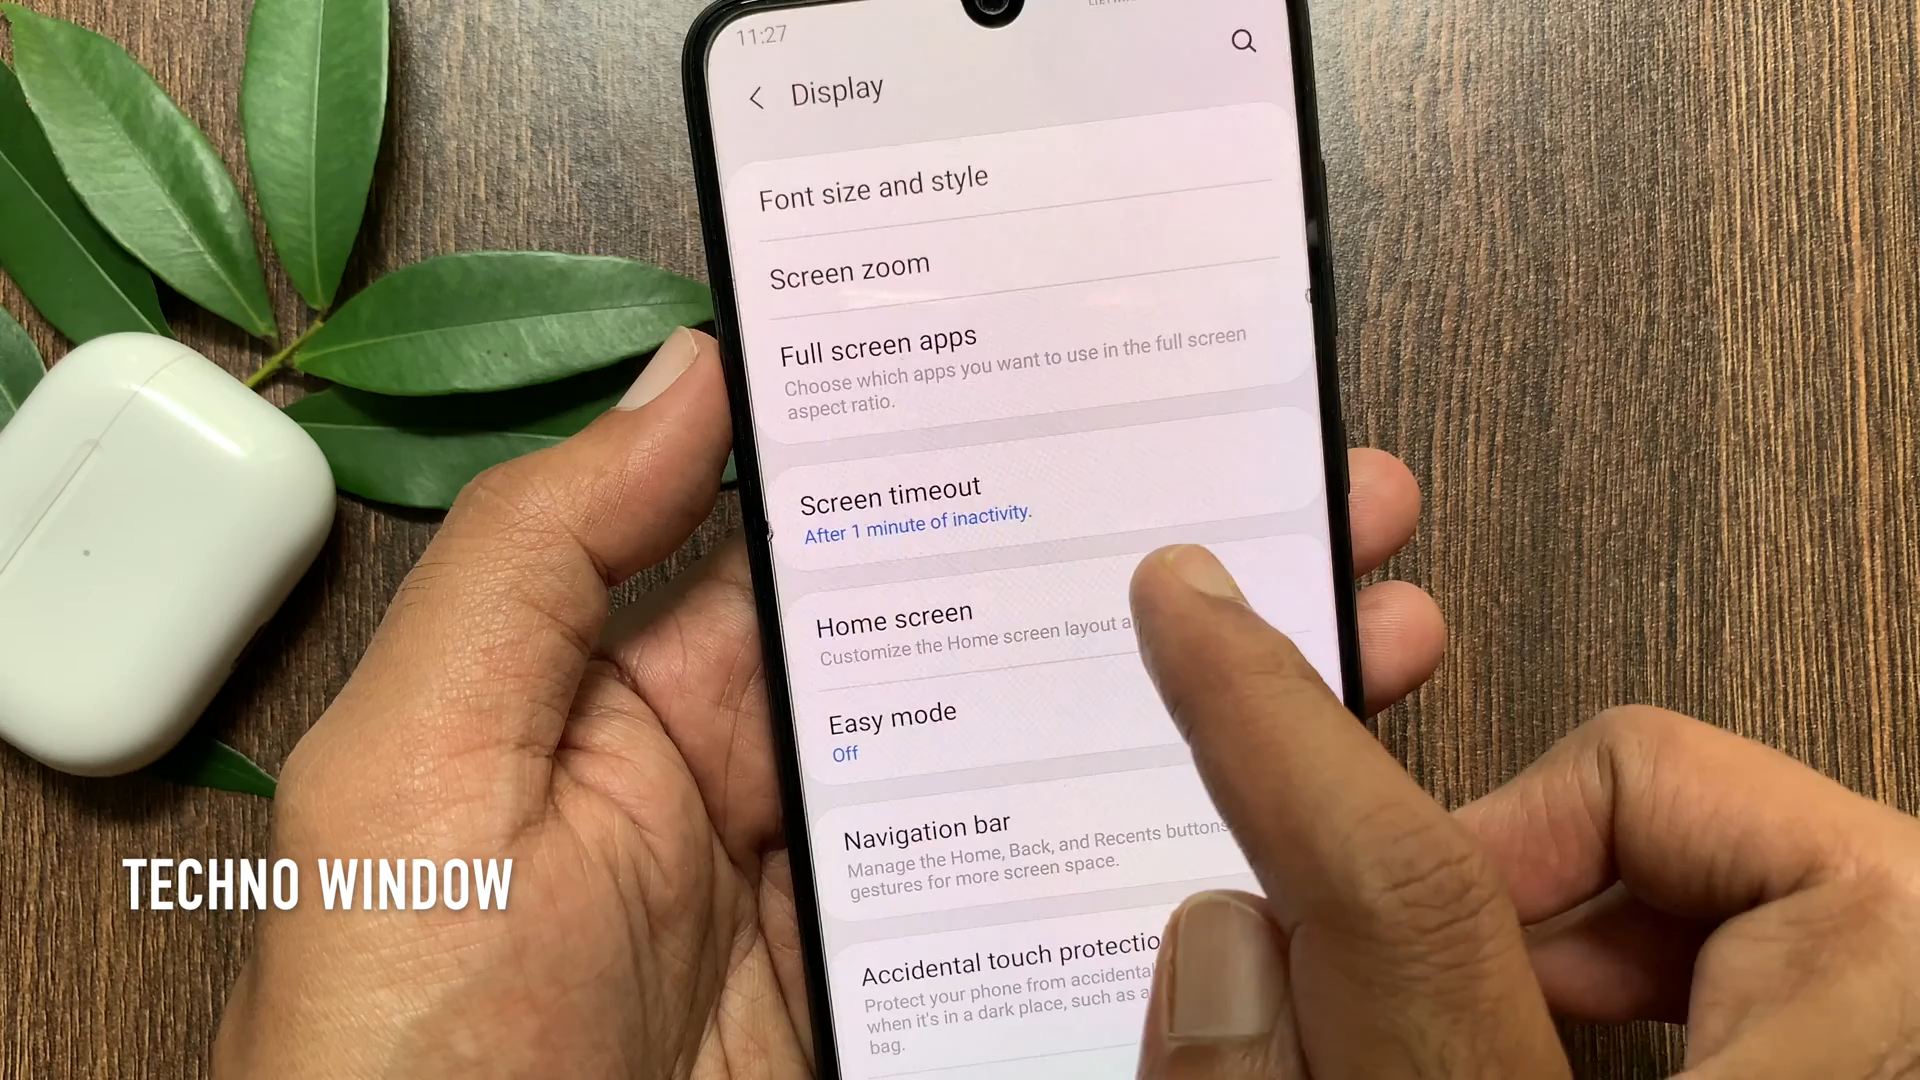 11:27
Display
Font size and style
Screen zoom
Full screen apps
Choose which apps you want to use in the full screen
aspect ratio.
Screen timeout
After 1 minute of inactivity.
Home screen
Customize the Home screen layout
Easy mode
Off
Navigation bar
Manage the Home, Back, and Recents buttons
gestures for more screen space.
Accidental touch protectio
Protect your phone from accidental
when it's in a dark place, such as a
bag.
TECHNO WINDOW